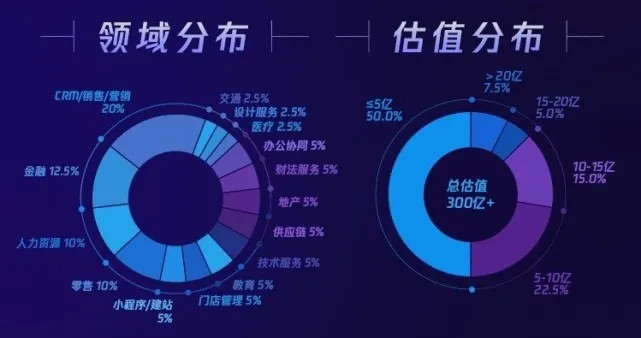 领域分布
CRM/销售/营销
20%
交通 2.5%
设计服务 2.5%
医疗 2.5%
办公协同 5%
财法服务 5%
地产 5%
供应链 5%
技术服务 5%
教育 5%
门店管理 5%
小程序/建站
5%
零售 10%
人力资源 10%
金融 12.5%
估值分布
≤5亿
50.0%
＞20亿
7.5%
15-20亿
5.0%
10-15亿
15.0%
5-10亿
22.5%
总估值
300亿+